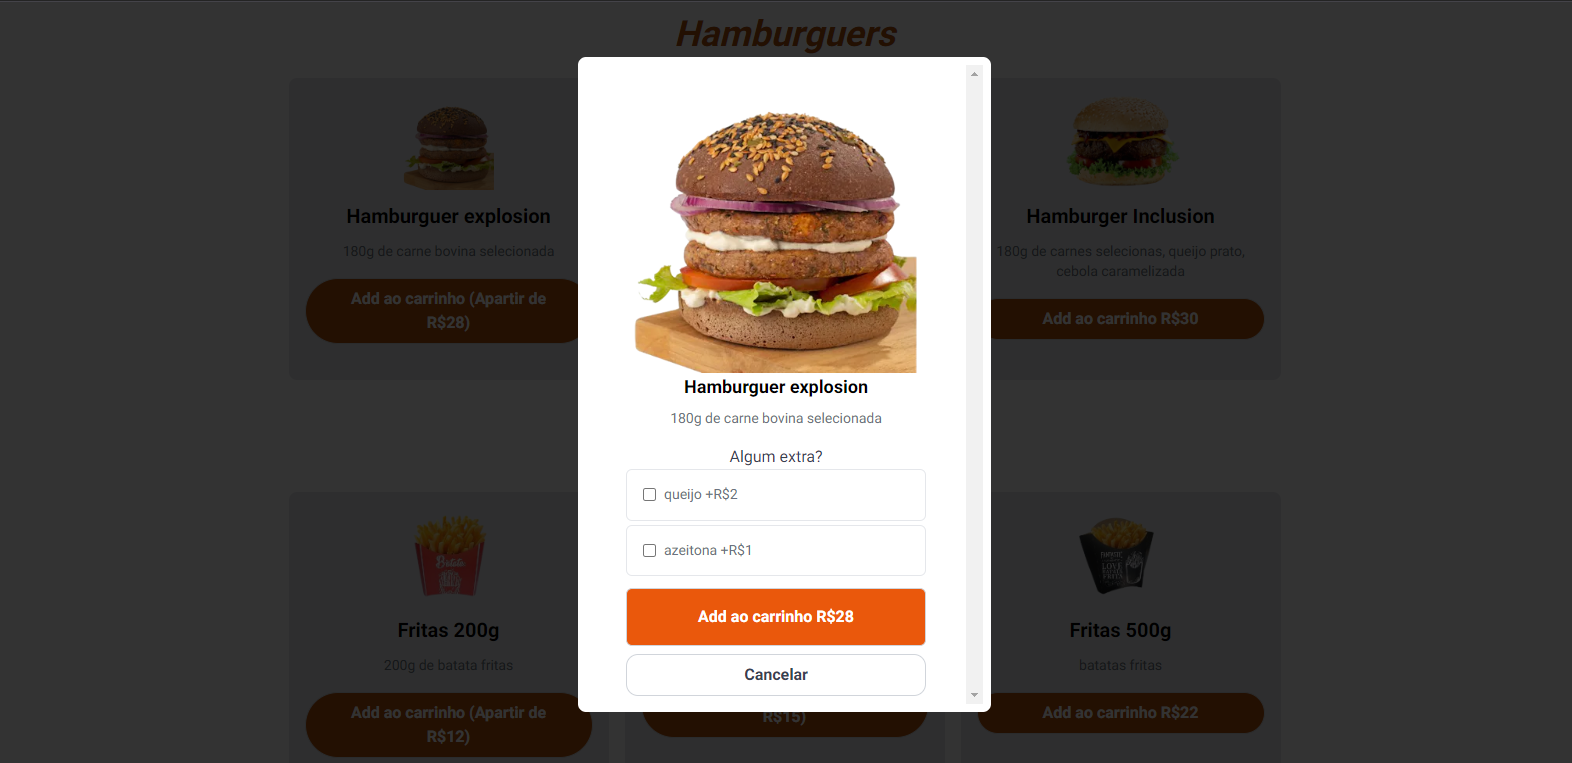 Hamburguers
Hamburguer explosion
180g de carne bovina selecionada
Add ao carrinho (Apartir de
R$28)
Hamburger Inclusion
180g de carnes selecionas, queijo prato,
cebola caramelizada
Add ao carrinho R$30
Hamburguer explosion
180g de carne bovina selecionada
Algum extra?
queijo +R$2
azeitona +R$1
Add ao carrinho R$28
Cancelar
Batata
Fritas 200g
200g de batata fritas
Add ao carrinho (Apartir de
R$12)
R$15)
LOVE
FRITA
Fritas 500g
batatas fritas
Add ao carrinho R$22